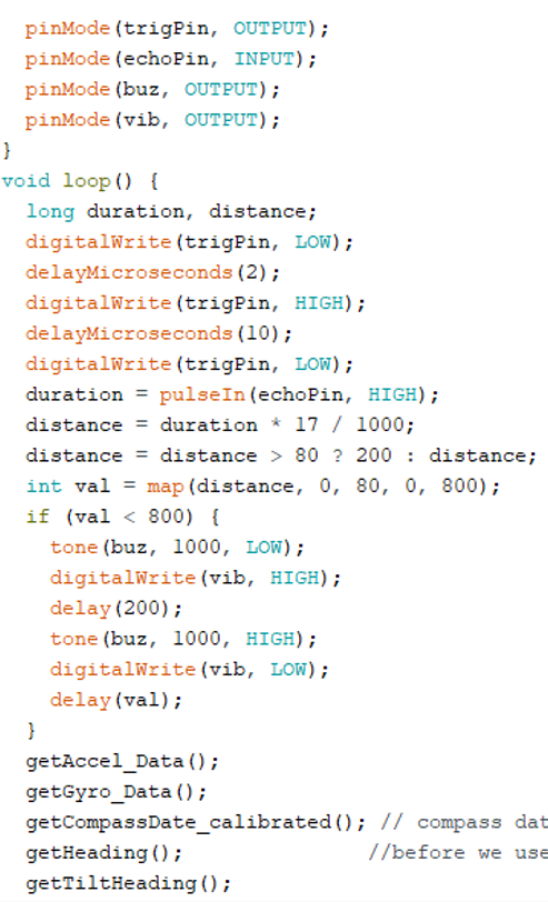 pinMode(trigPin, OUTPUT);
pinMode(echoPin, INPUT);
pinMode(buz, OUTPUT);
pinMode(vib, OUTPUT);
}
void loop() {
long duration, distance;
digitalWrite(trigPin, LOW);
delayMicroseconds(2);
digitalWrite(trigPin, HIGH);
delayMicroseconds(10);
digitalWrite(trigPin, LOW);
duration = pulseIn(echoPin, HIGH);
distance = duration * 17 / 1000;
distance = distance > 80 ? 200 : distance;
int val = map(distance, 0, 80, 0, 800);
if (val < 800) {
tone(buz, 1000, LOW);
digitalWrite(vib, HIGH);
delay(200);
tone(buz, 1000, HIGH);
digitalWrite(vib, LOW);
delay(val);
}
getAccel_Data();
getGyro_Data();
getCompassDate_calibrated(); // compass dat
getHeading(); //before we use
getTiltHeading();